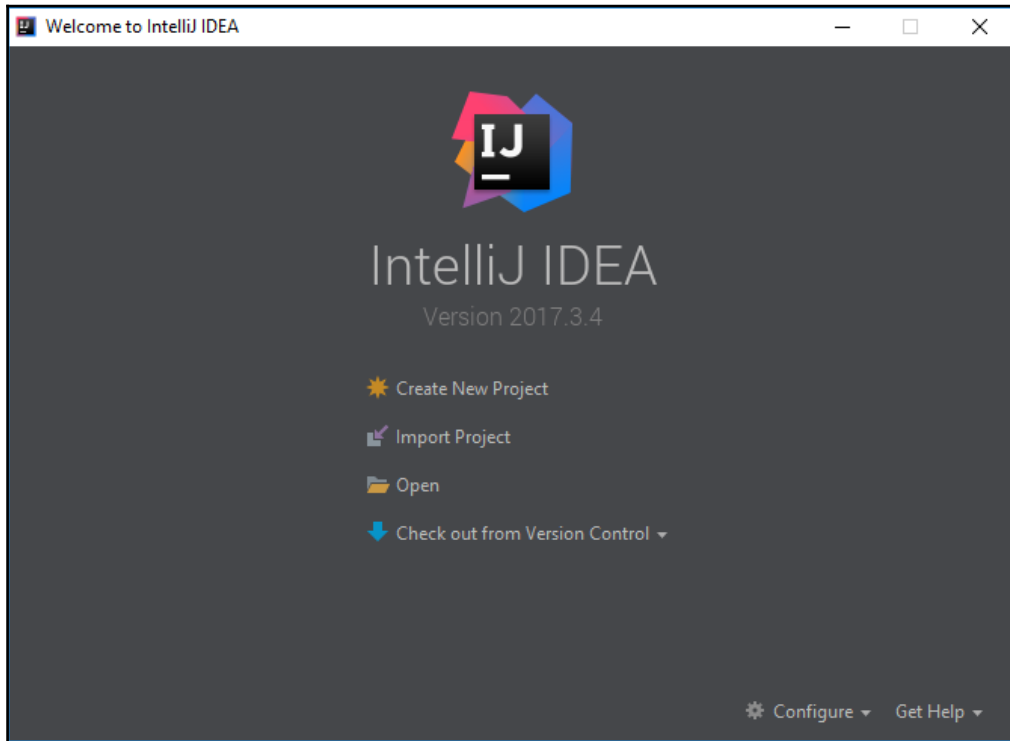 Welcome to IntelliJ IDEA
IJ
IntelliJ IDEA
Version 2017.3.4
Create New Project
Import Project
Open
Check out from Version Control
Configure Get Help